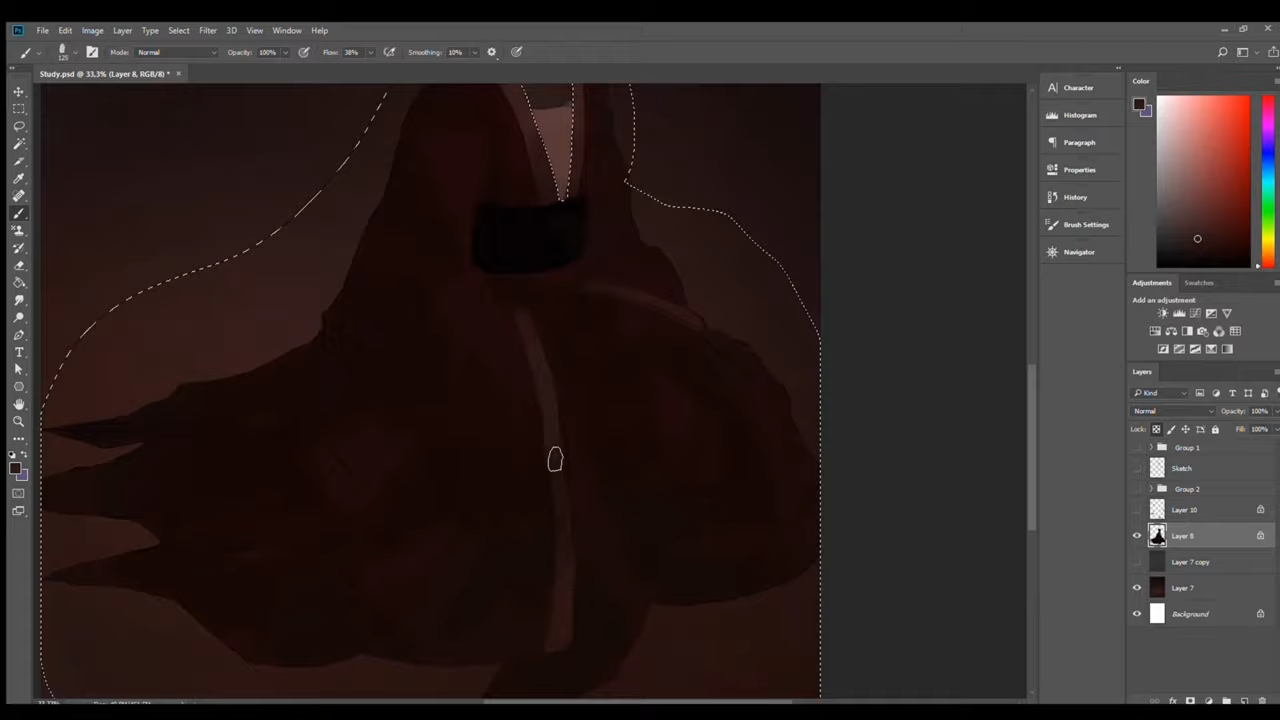 Ps File Edit Image Layer Type Select Filter 3D View Window Help
125 Mode: Normal Opacity: 100% Flow: 38% Smoothing: 10%
Study.psd @ 33,3% (Layer 8, RGB/8) *
Character
Histogram
Paragraph
Properties
History
Brush Settings
Navigator
Color
Adjustments Swatches
Add an adjustment
Layers
Kind
Normal Opacity: 100%
Lock: Fill: 100%
Group 1
Sketch
Group 2
Layer 10
Layer 8
Layer 7 copy
Layer 7
Background